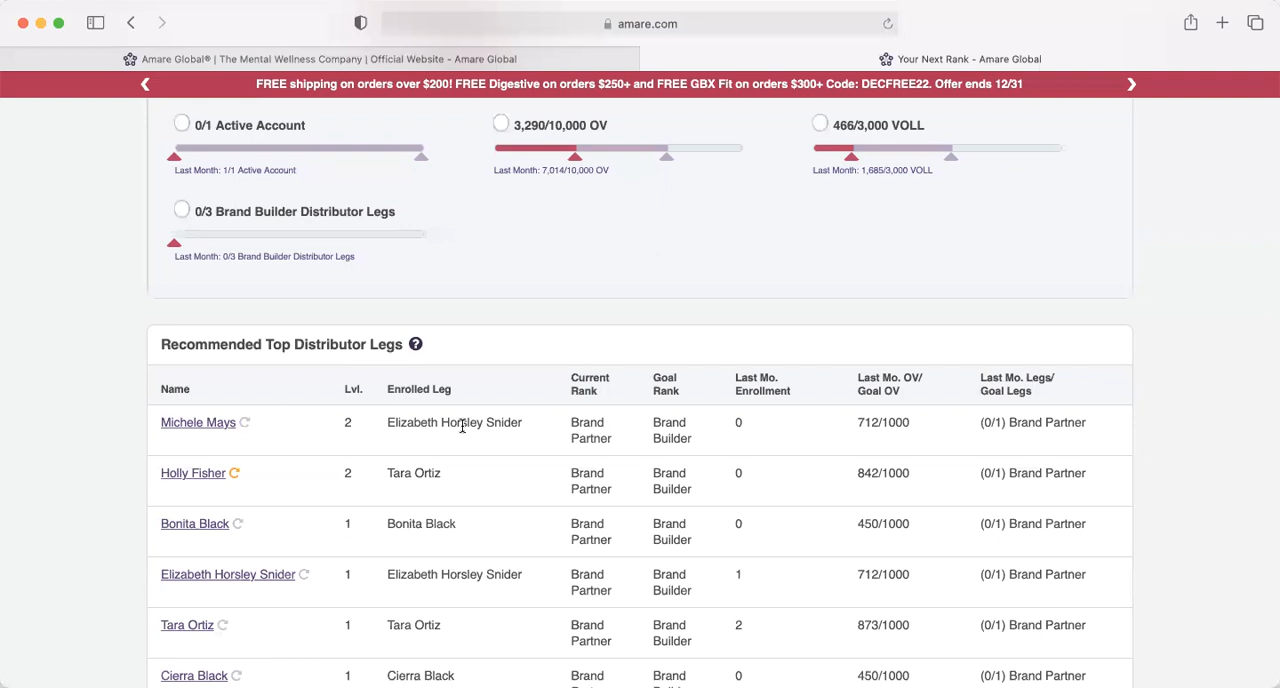 amare.com
Amare Global® | The Mental Wellness Company | Official Website - Amare Global
Your Next Rank - Amare Global
FREE shipping on orders over $200! FREE Digestive on orders $250+ and FREE GBX Fit on orders $300+ Code: DECFREE22. Offer ends 12/31
0/1 Active Account
3,290/10,000 OV
466/3,000 VOLL
Last Month: 1/1 Active Account
Last Month: 7,014/10,000 OV
Last Month: 1,685/3,000 VOLL
0/3 Brand Builder Distributor Legs
Last Month: 0/3 Brand Builder Distributor Legs
Recommended Top Distributor Legs ?
Name Lvl. Enrolled Leg Current Rank Goal Rank Last Mo. Enrollment Last Mo. OV/ Goal OV Last Mo. Legs/ Goal Legs
Michele Mays 2 Elizabeth Horsley Snider Brand Partner Brand Builder 0 712/1000 (0/1) Brand Partner
Holly Fisher 2 Tara Ortiz Brand Partner Brand Builder 0 842/1000 (0/1) Brand Partner
Bonita Black 1 Bonita Black Brand Partner Brand Builder 0 450/1000 (0/1) Brand Partner
Elizabeth Horsley Snider 1 Elizabeth Horsley Snider Brand Partner Brand Builder 1 712/1000 (0/1) Brand Partner
Tara Ortiz 1 Tara Ortiz Brand Partner Brand Builder 2 873/1000 (0/1) Brand Partner
Cierra Black 1 Cierra Black Brand Brand 0 450/1000 (0/1) Brand Partner